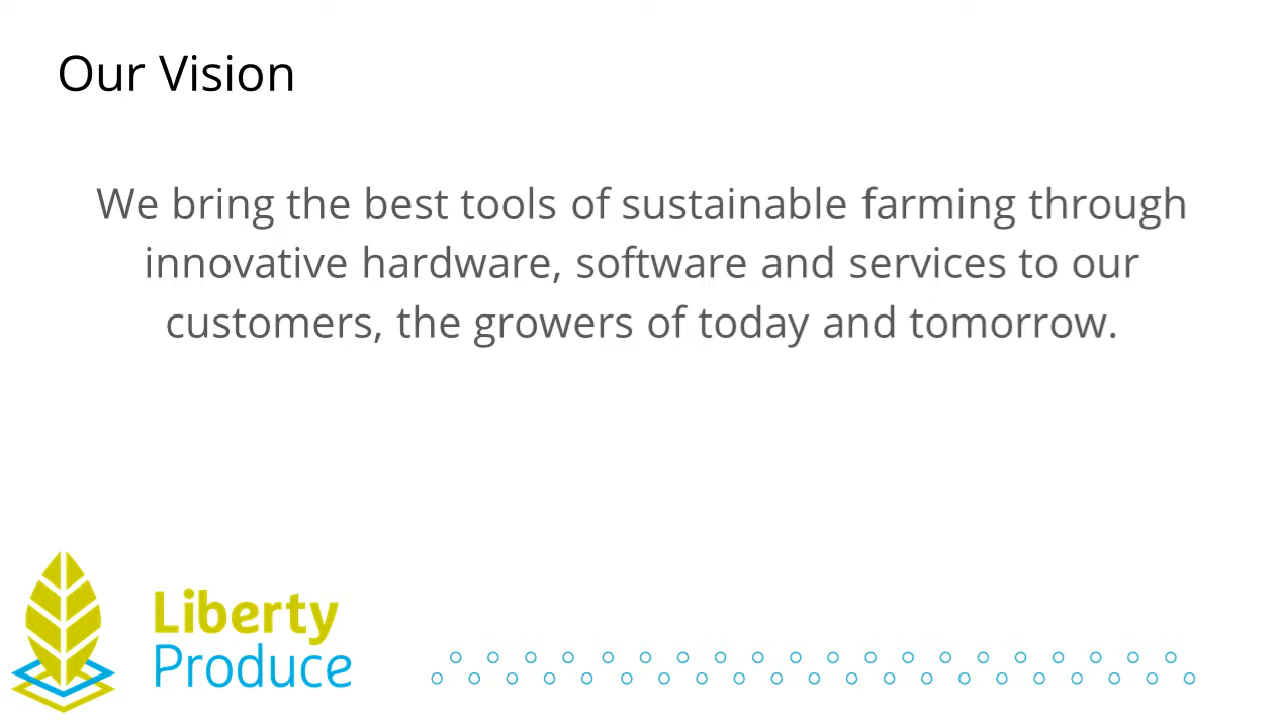 Our Vision
We bring the best tools of sustainable farming through
innovative hardware, software and services to our
customers, the growers of today and tomorrow.
Liberty
Produce